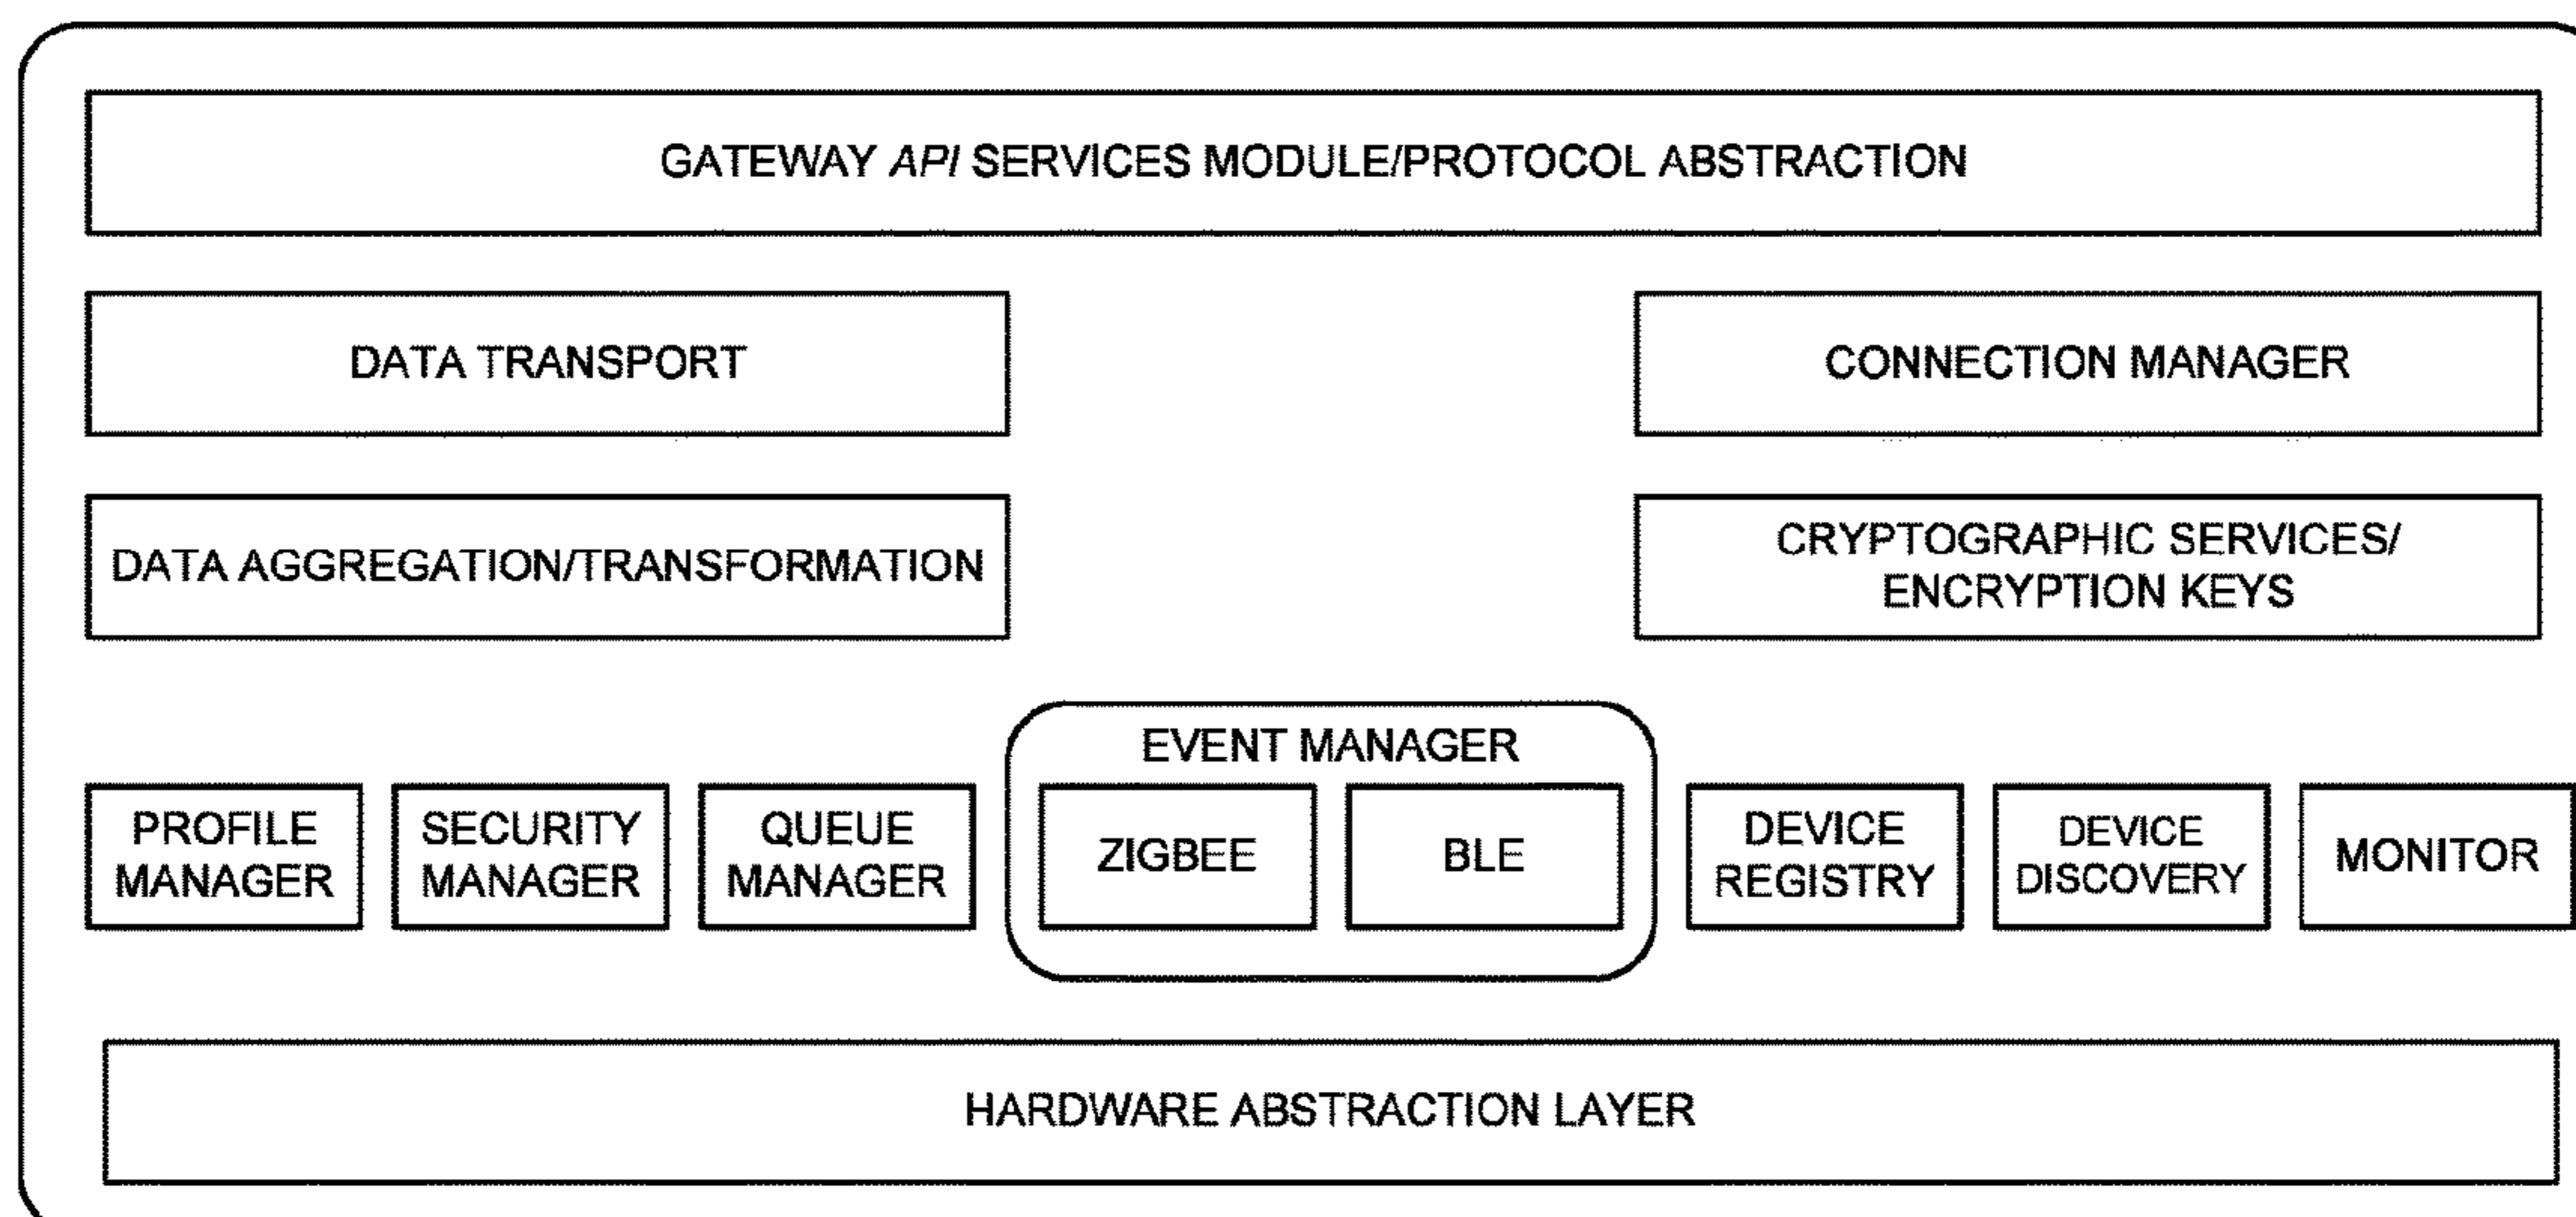 GATEWAY API SERVICES MODULE/PROTOCOL ABSTRACTION
DATA TRANSPORT
CONNECTION MANAGER
DATA AGGREGATION/TRANSFORMATION
CRYPTOGRAPHIC SERVICES/
ENCRYPTION KEYS
EVENT MANAGER
PROFILE
MANAGER
SECURITY
MANAGER
QUEUE
MANAGER
ZIGBEE
BLE
DEVICE
REGISTRY
DEVICE
DISCOVERY
MONITOR
HARDWARE ABSTRACTION LAYER